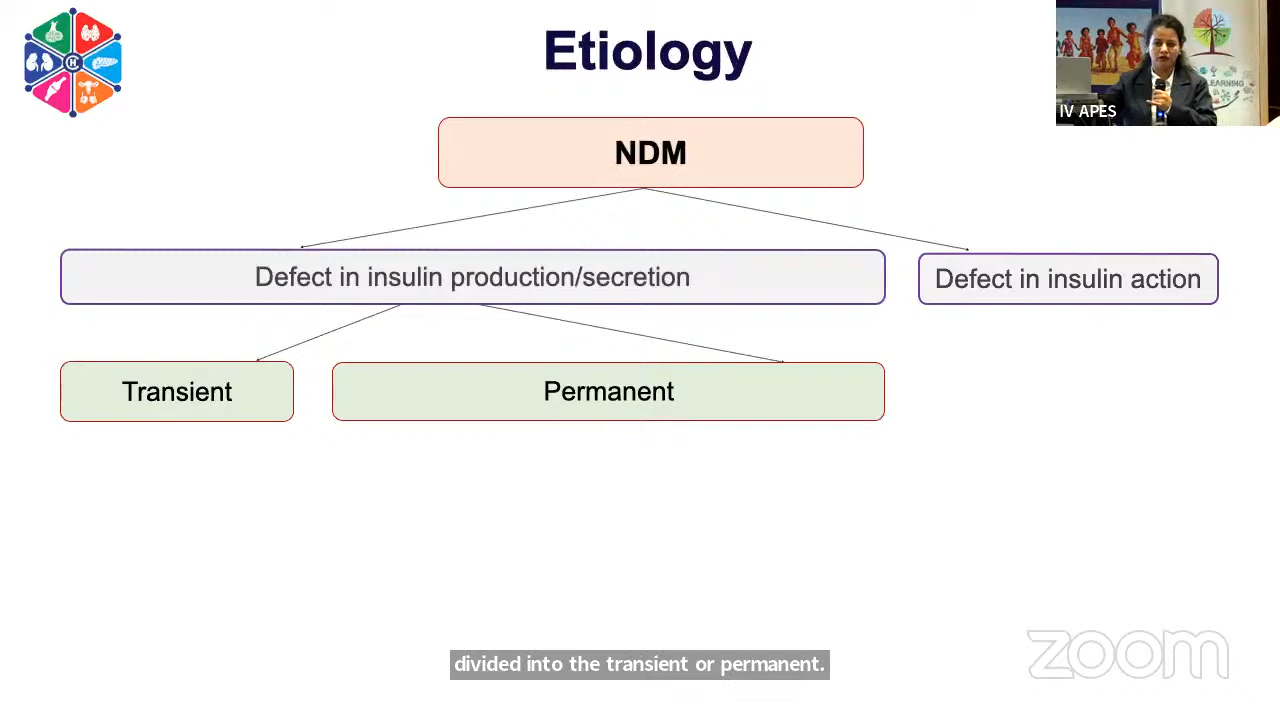 Etiology
IV APES
LEARNING
NDM
Defect in insulin production/secretion
Defect in insulin action
Transient
Permanent
divided into the transient or permanent.
zoom
H